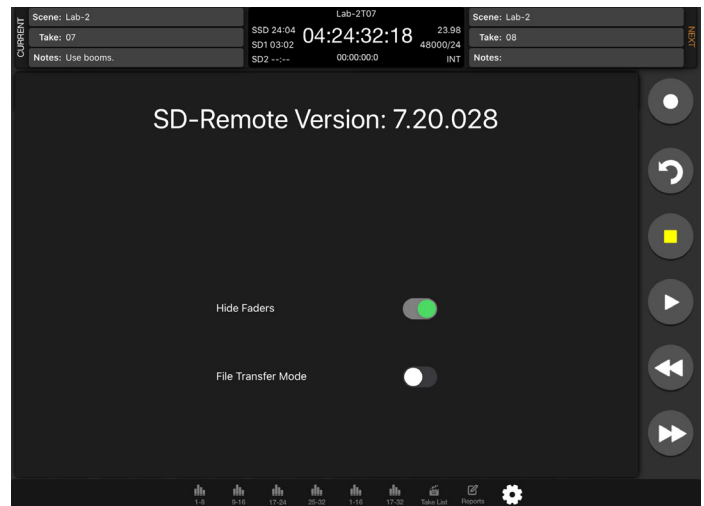 CURRENT
Scene: Lab-2
Take: 07
Notes: Use booms.
Lab-2T07
SSD 24:04
SD1 03:02
SD2 --:--
04:24:32:18
00:00:00:0
23.98
48000/24
INT
Scene: Lab-2
Take: 08
Notes:
NEXT
SD-Remote Version: 7.20.028
Hide Faders
File Transfer Mode
1-8
9-16
17-24
25-32
1-16
17-32
Take List
Reports